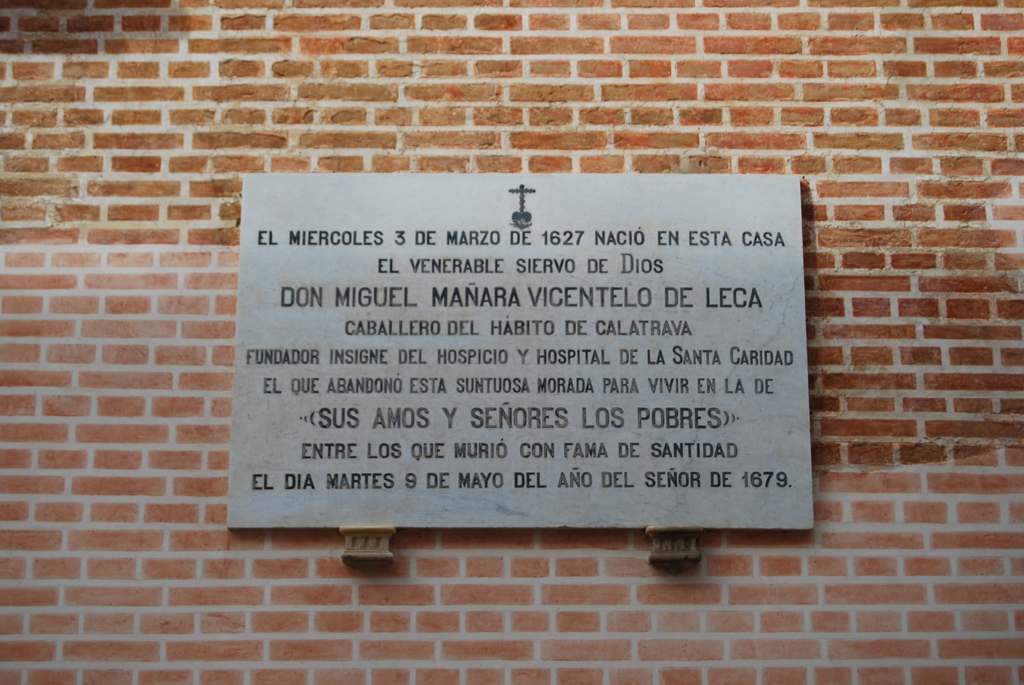 EL MIERCOLES 3 DE MARZO DE 1627 NACIÓ EN ESTA CASA
EL VENERABLE SIERVO DE DIOS
DON MIGUEL MAÑARA VICENTELO DE LECA
CABALLERO DEL HÁBITO DE CALATRAVA
FUNDADOR INSIGNE DEL HOSPICIO Y HOSPITAL DE LA SANTA CARIDAD
EL QUE ABANDONÓ ESTA SUNTUOSA MORADA PARA VIVIR EN LA DE
«SUS AMOS Y SEÑORES LOS POBRES»
ENTRE LOS QUE MURIÓ CON FAMA DE SANTIDAD
EL DIA MARTES 9 DE MAYO DEL AÑO DEL SEÑOR DE 1679.